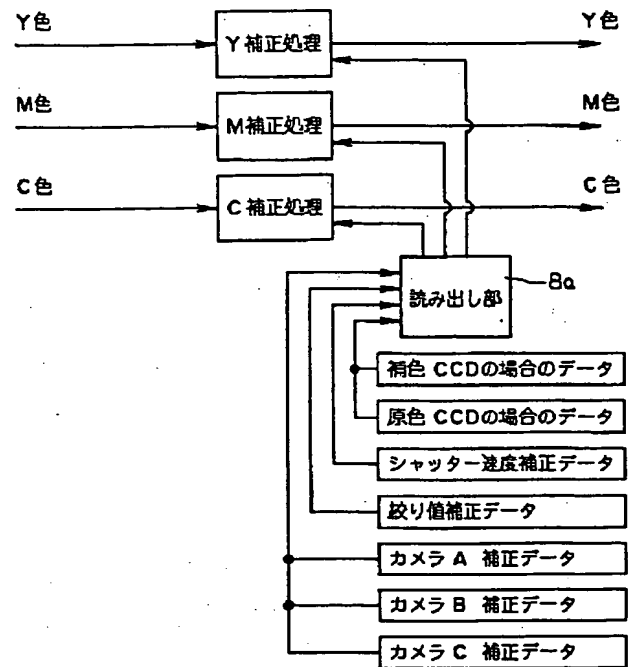 Y色
Y補正処理
Y色
M色
M補正処理
M色
C色
C補正処理
C色
読み出し部
8a
補色 CCDの場合のデータ
原色 CCDの場合のデータ
シャッター速度補正データ
絞り値補正データ
カメラ A 補正データ
カメラ B 補正データ
カメラ C 補正データ